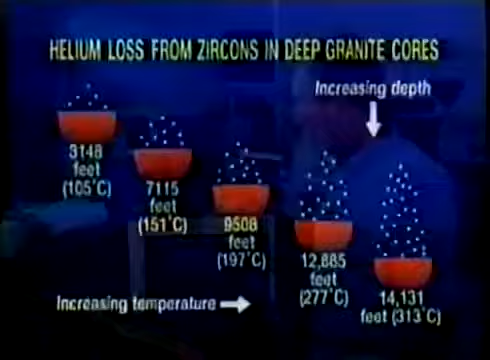 HELIUM LOSS FROM ZIRCONS IN DEEP GRANITE CORES
Increasing depth
3148
feet
(105°C)
7115
feet
(151°C)
9508
feet
(197°C)
12,885
feet
(277°C)
14,131
feet (313°C)
Increasing temperature